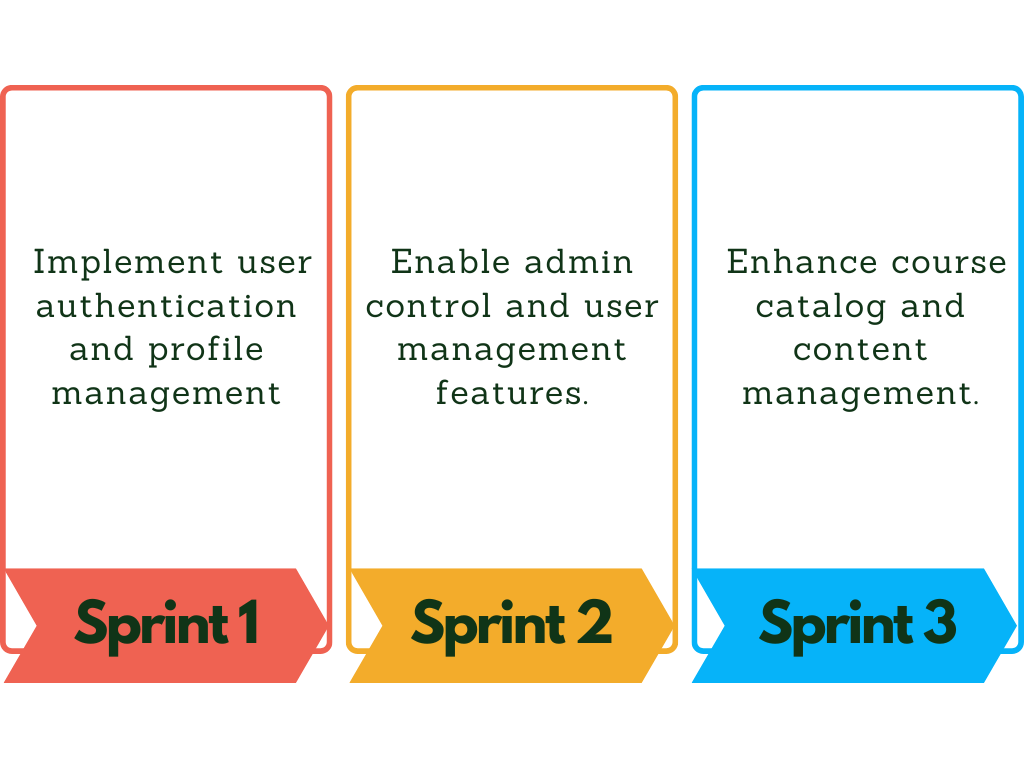 Implement user
authentication
and profile
management
Sprint 1
Enable admin
control and user
management
features.
Sprint 2
Enhance course
catalog and
content
management.
Sprint 3